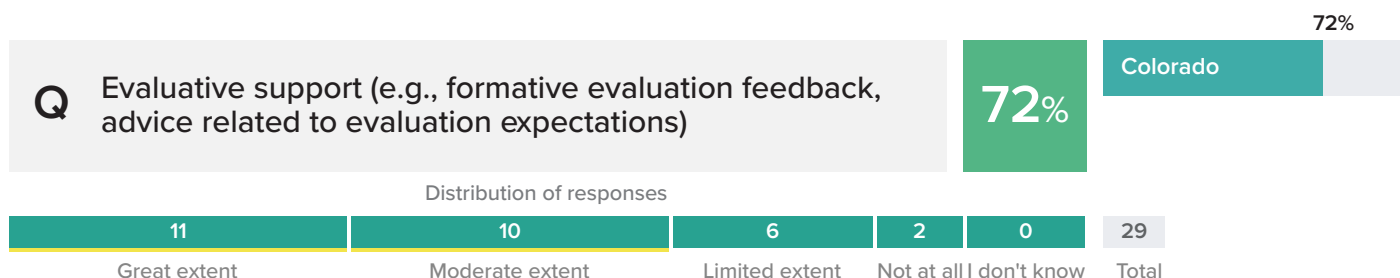 72%
Q Evaluative support (e.g., formative evaluation feedback,
advice related to evaluation expectations)
72%
Colorado
Distribution of responses
11 10 6 2 0 29
Great extent Moderate extent Limited extent Not at all I don't know Total